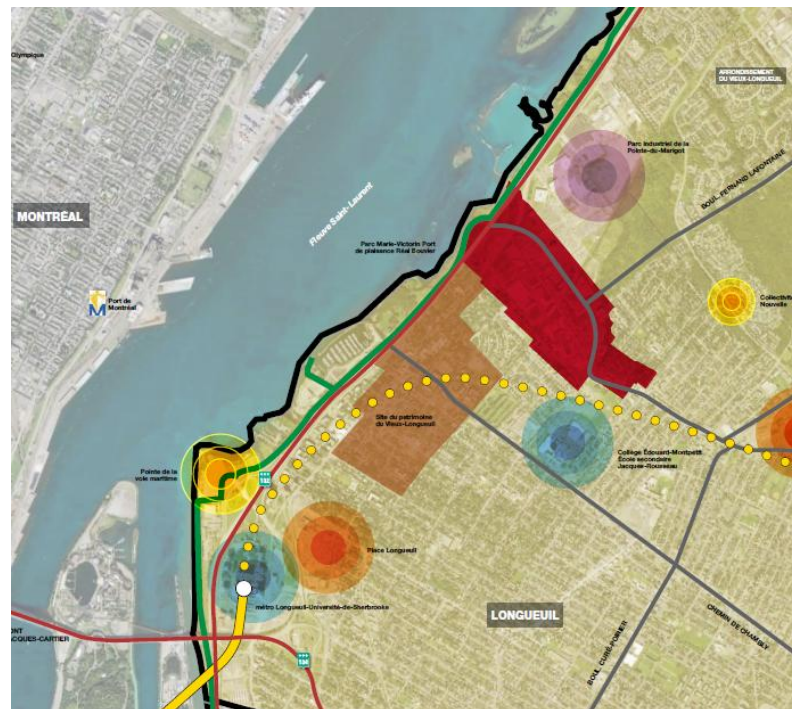 Olympique
ARRONDISSEMENT
DU VIEUX-LONGUEUIL
Parc Industriel de la
Pointe-du-Marigot
BOUL. FERNAND LAFONTAINE
MONTRÉAL
Fleuve Saint-Laurent
Parc Marie-Victorin Port
de plaisance Réal Bouvier
Port de
Montréal
Collectivité
Nouvelle
Site du patrimoine
du Vieux-Longueuil
Collège Édouard-Montpetit
École secondaire
Jacques-Rousseau
Pointe de la
voie maritime
132
Place Longueuil
métro Longueuil-Université-de-Sherbrooke
LONGUEUIL
CHEMIN DE CHAMBLY
BOUL. CURÉ-POIRIER
ONT
ACQUES-CARTIER
134